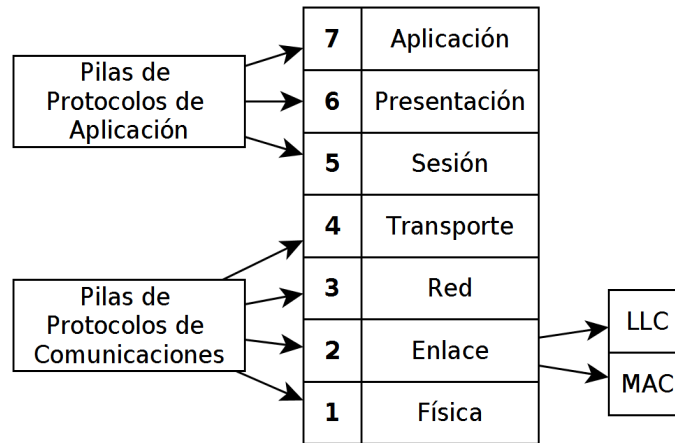 Pilas de
Protocolos de
Aplicación
Pilas de
Protocolos de
Comunicaciones
7 Aplicación
6 Presentación
5 Sesión
4 Transporte
3 Red
2 Enlace
1 Física
LLC
MAC